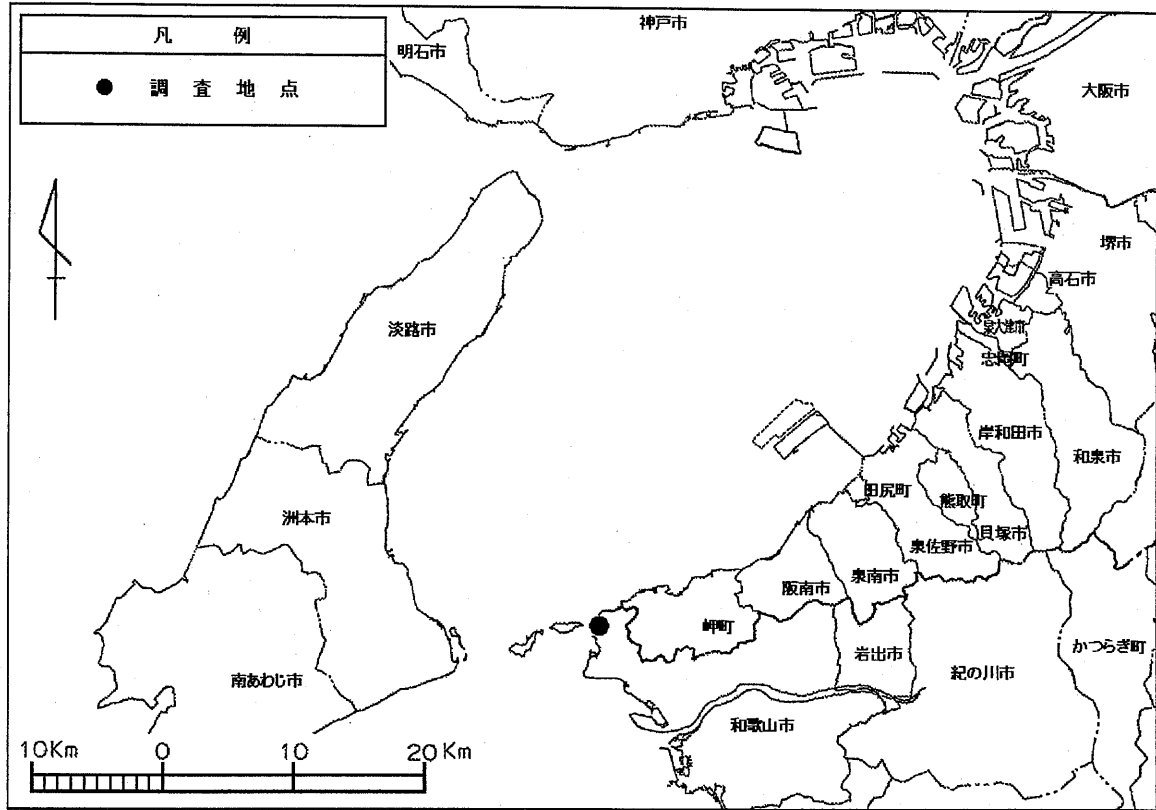 凡 例
● 調 査 地 点
神戸市
明石市
大阪市
堺市
高石市
泉大津市
忠岡町
淡路市
岸和田市
和泉市
田尻町
熊取町
貝塚市
洲本市
泉佐野市
泉南市
阪南市
岬町
岩出市
かつらぎ町
紀の川市
南あわじ市
和歌山市
10Km 0 10 20 Km